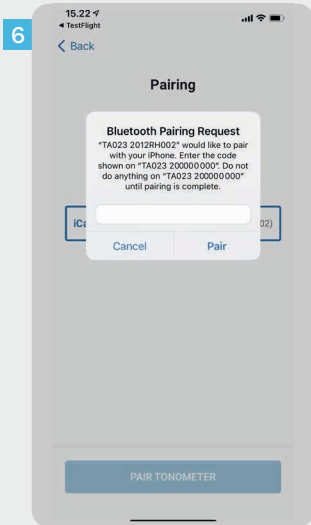 6
15.22
◀ TestFlight
Back
Pairing
Bluetooth Pairing Request
"TA023 2012RH002" would like to pair
with your iPhone. Enter the code
shown on "TA023 200000000". Do not
do anything on "TA023 200000000"
until pairing is complete.
iCa
02)
Cancel Pair
PAIR TONOMETER